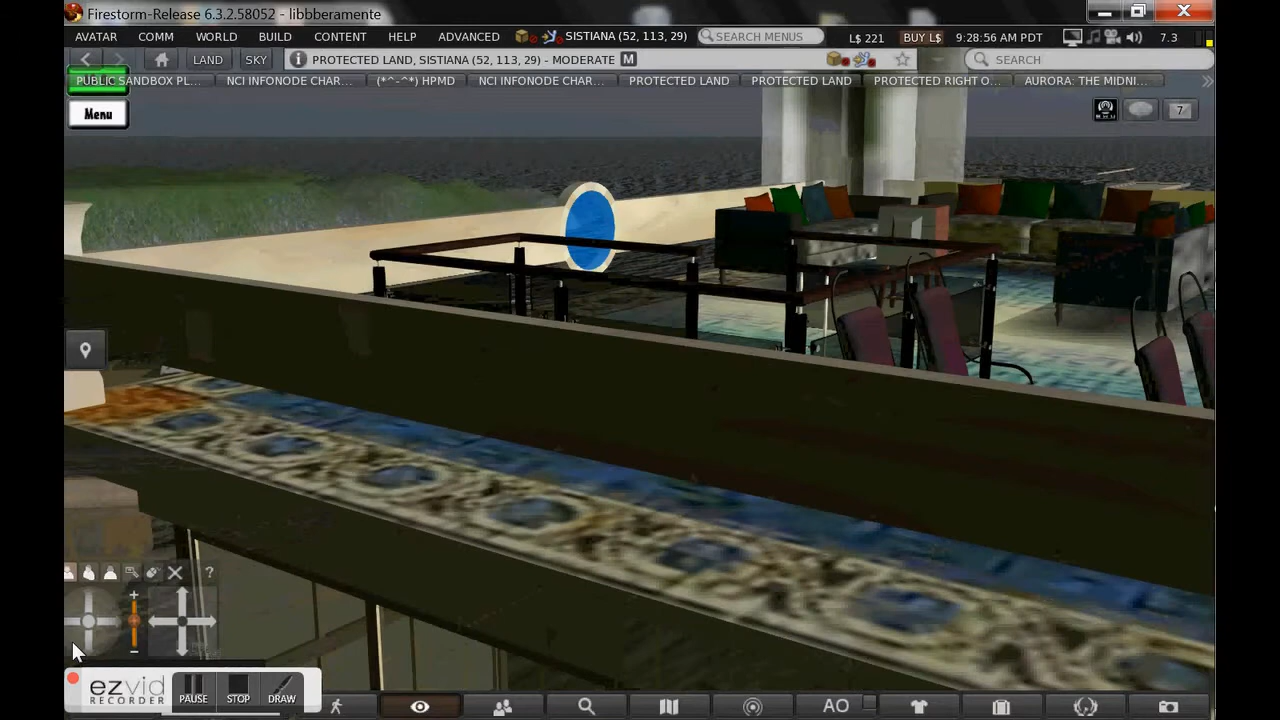 Firestorm-Release 6.3.2.58052 - libbberamente
AVATAR COMM WORLD BUILD CONTENT HELP ADVANCED SISTIANA (52, 113, 29) SEARCH MENUS L$ 221 BUY L$ 9:28:56 AM PDT 7.3
LAND SKY PROTECTED LAND, SISTIANA (52, 113, 29) - MODERATE M SEARCH
PUBLIC SANDBOX PL... NCI INFONODE CHAR... (*^-^*) HPMD NCI INFONODE CHAR... PROTECTED LAND PROTECTED LAND PROTECTED RIGHT O... AURORA: THE MIDNI...
Menu
7
?
ezvid
RECORDER
PAUSE STOP DRAW
AO